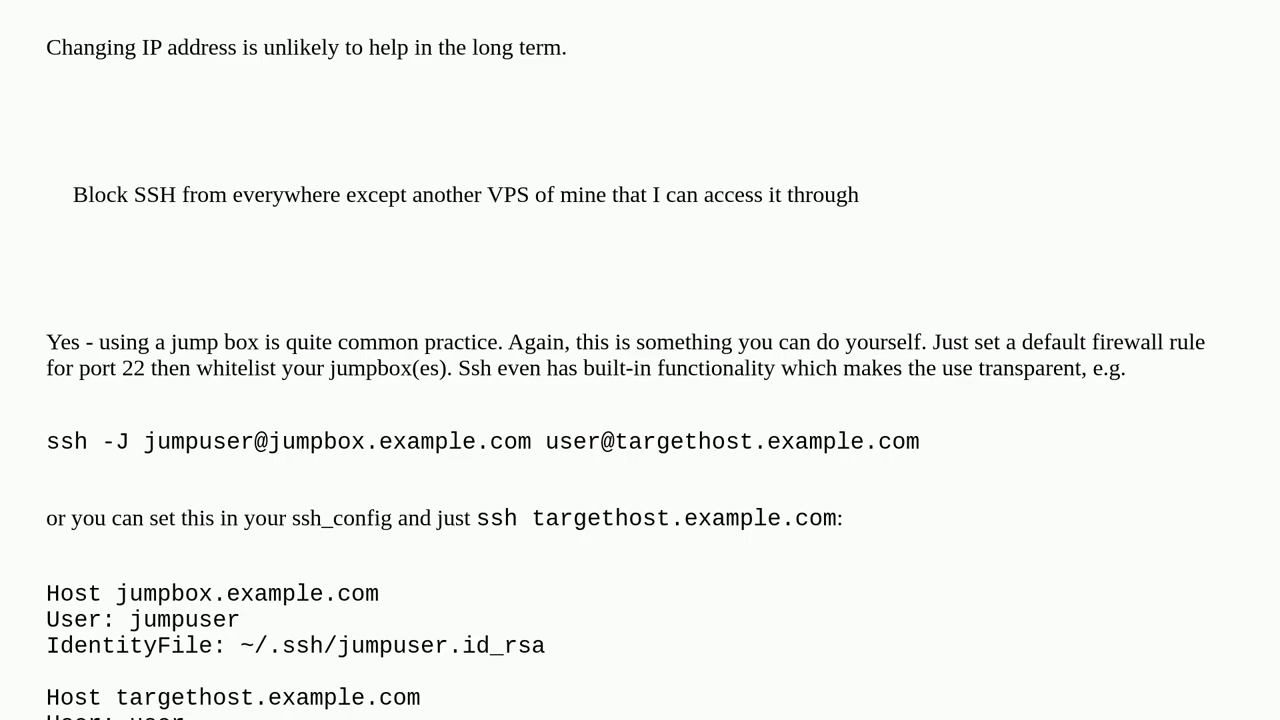 Changing IP address is unlikely to help in the long term.
Block SSH from everywhere except another VPS of mine that I can access it through
Yes - using a jump box is quite common practice. Again, this is something you can do yourself. Just set a default firewall rule
for port 22 then whitelist your jumpbox(es). Ssh even has built-in functionality which makes the use transparent, e.g.
ssh -J jumpuser@jumpbox.example.com user@targethost.example.com
or you can set this in your ssh_config and just ssh targethost.example.com:
Host jumpbox.example.com
User: jumpuser
IdentityFile: ~/.ssh/jumpuser.id_rsa
Host targethost.example.com
User: user